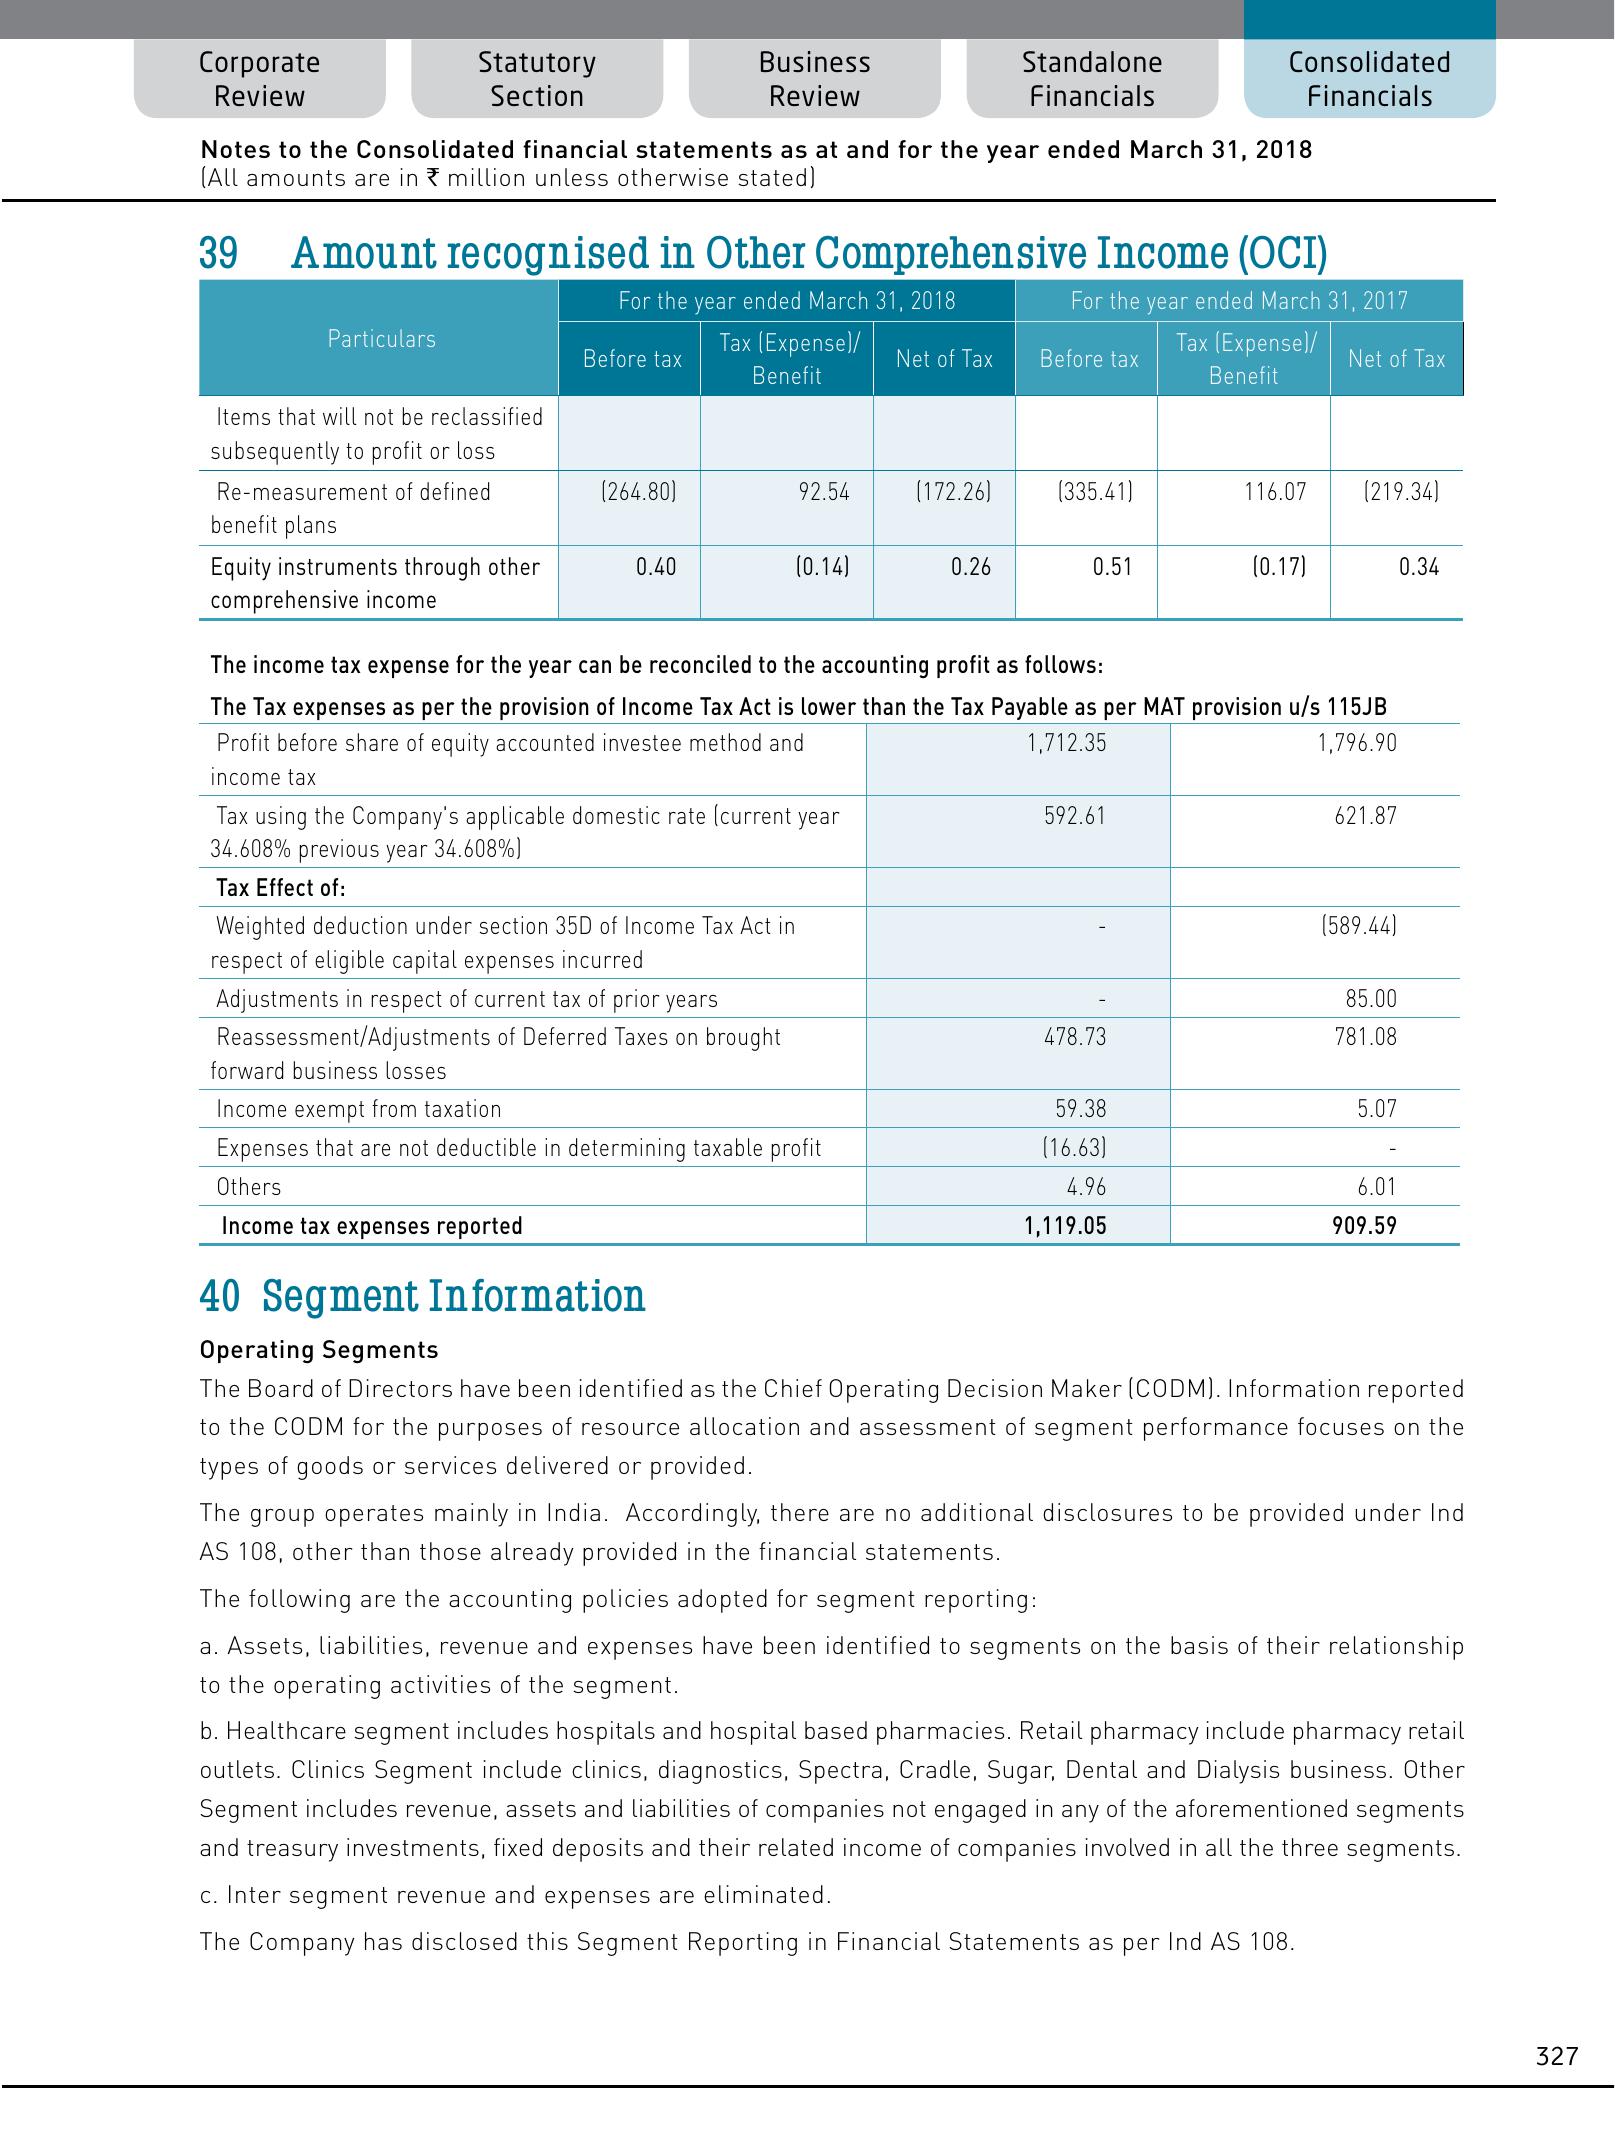 Corporate Review
Statutory Section
Business Review
Standalone Financials
Consolidated Financials
Notes to the Consolidated financial statements as at and for the year ended March 31, 2018
(All amounts are in ₹ million unless otherwise stated)
39 Amount recognised in Other Comprehensive Income (OCI)
Particulars
For the year ended March 31, 2018
For the year ended March 31, 2017
Before tax
Tax (Expense)/ Benefit
Net of Tax
Before tax
Tax (Expense)/ Benefit
Net of Tax
Items that will not be reclassified
subsequently to profit or loss
Re-measurement of defined (264.80) 92.54 (172.26) (335.41) 116.07 (219.34)
benefit plans
Equity instruments through other 0.40 (0.14) 0.26 0.51 (0.17) 0.34
comprehensive income
The income tax expense for the year can be reconciled to the accounting profit as follows:
The Tax expenses as per the provision of Income Tax Act is lower than the Tax Payable as per MAT provision u/s 115JB
Profit before share of equity accounted investee method and 1,712.35 1,796.90
income tax
Tax using the Company's applicable domestic rate (current year 592.61 621.87
34.608% previous year 34.608%)
Tax Effect of:
Weighted deduction under section 35D of Income Tax Act in - (589.44)
respect of eligible capital expenses incurred
Adjustments in respect of current tax of prior years - 85.00
Reassessment/Adjustments of Deferred Taxes on brought 478.73 781.08
forward business losses
Income exempt from taxation 59.38 5.07
Expenses that are not deductible in determining taxable profit (16.63) -
Others 4.96 6.01
Income tax expenses reported 1,119.05 909.59
40 Segment Information
Operating Segments
The Board of Directors have been identified as the Chief Operating Decision Maker (CODM). Information reported
to the CODM for the purposes of resource allocation and assessment of segment performance focuses on the
types of goods or services delivered or provided.
The group operates mainly in India. Accordingly, there are no additional disclosures to be provided under Ind
AS 108, other than those already provided in the financial statements.
The following are the accounting policies adopted for segment reporting:
a. Assets, liabilities, revenue and expenses have been identified to segments on the basis of their relationship
to the operating activities of the segment.
b. Healthcare segment includes hospitals and hospital based pharmacies. Retail pharmacy include pharmacy retail
outlets. Clinics Segment include clinics, diagnostics, Spectra, Cradle, Sugar, Dental and Dialysis business. Other
Segment includes revenue, assets and liabilities of companies not engaged in any of the aforementioned segments
and treasury investments, fixed deposits and their related income of companies involved in all the three segments.
c. Inter segment revenue and expenses are eliminated.
The Company has disclosed this Segment Reporting in Financial Statements as per Ind AS 108.
327